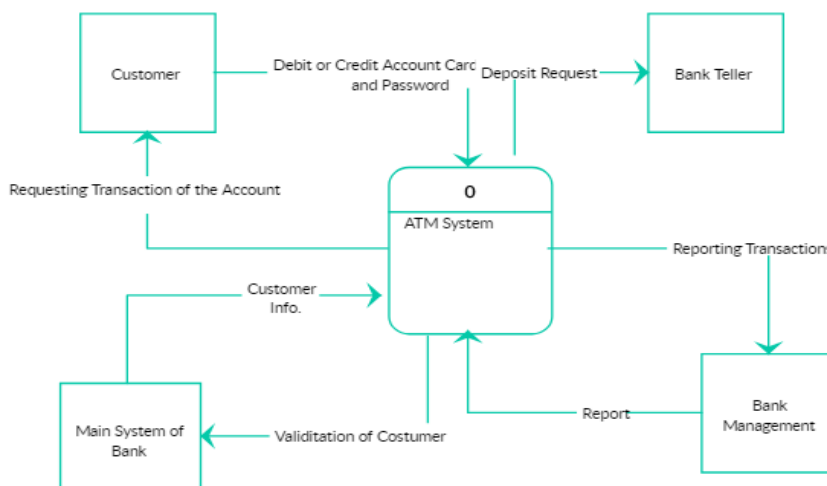 Customer
Debit or Credit Account Card
and Password
Deposit Request
Bank Teller
Requesting Transaction of the Account
0
ATM System
Reporting Transactions
Customer
Info.
Main System of
Bank
Validitation of Costumer
Report
Bank
Management